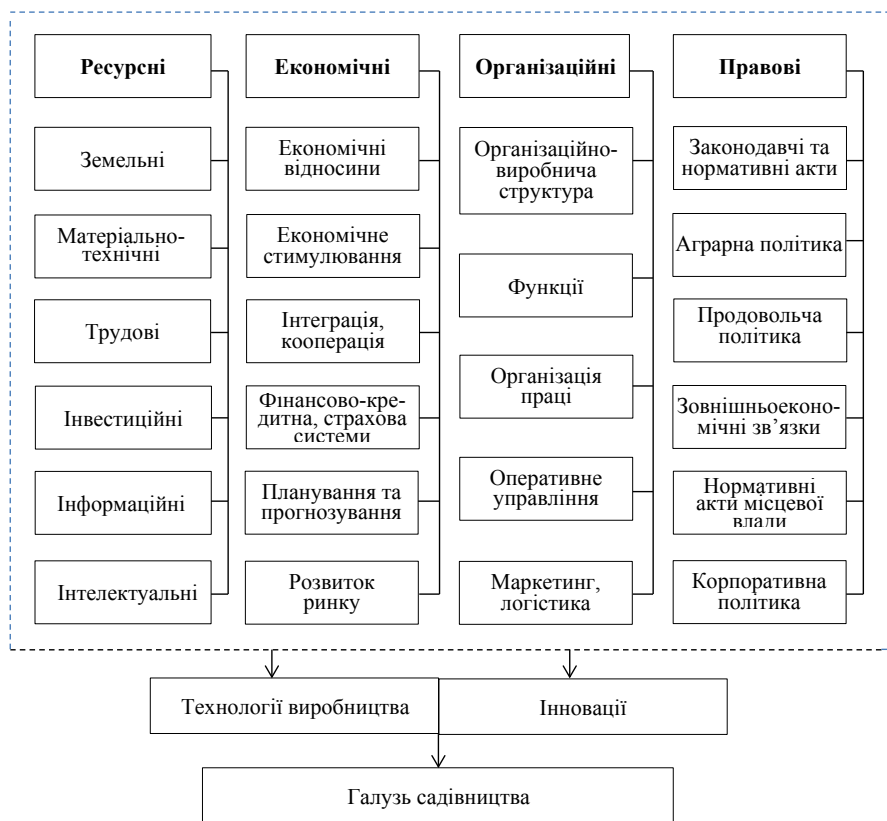 Ресурсні
Економічні
Організаційні
Правові
Земельні
Матеріально-
технічні
Трудові
Інвестиційні
Інформаційні
Інтелектуальні
Економічні
відносини
Економічне
стимулювання
Інтеграція,
кооперація
Фінансово-кре-
дитна, страхова
системи
Планування та
прогнозування
Розвиток
ринку
Організаційно-
виробнича
структура
Функції
Організація
праці
Оперативне
управління
Маркетинг,
логістика
Законодавчі та
нормативні акти
Аграрна політика
Продовольча
політика
Зовнішньоеконо-
мічні зв’язки
Нормативні
акти місцевої
влади
Корпоративна
політика
Технології виробництва
Інновації
Галузь садівництва